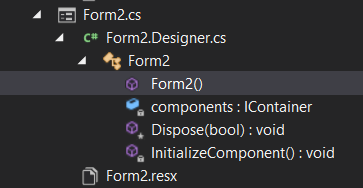 Form2.cs
C# Form2.Designer.cs
Form2
Form2()
components : IContainer
Dispose(bool) : void
InitializeComponent() : void
Form2.resx